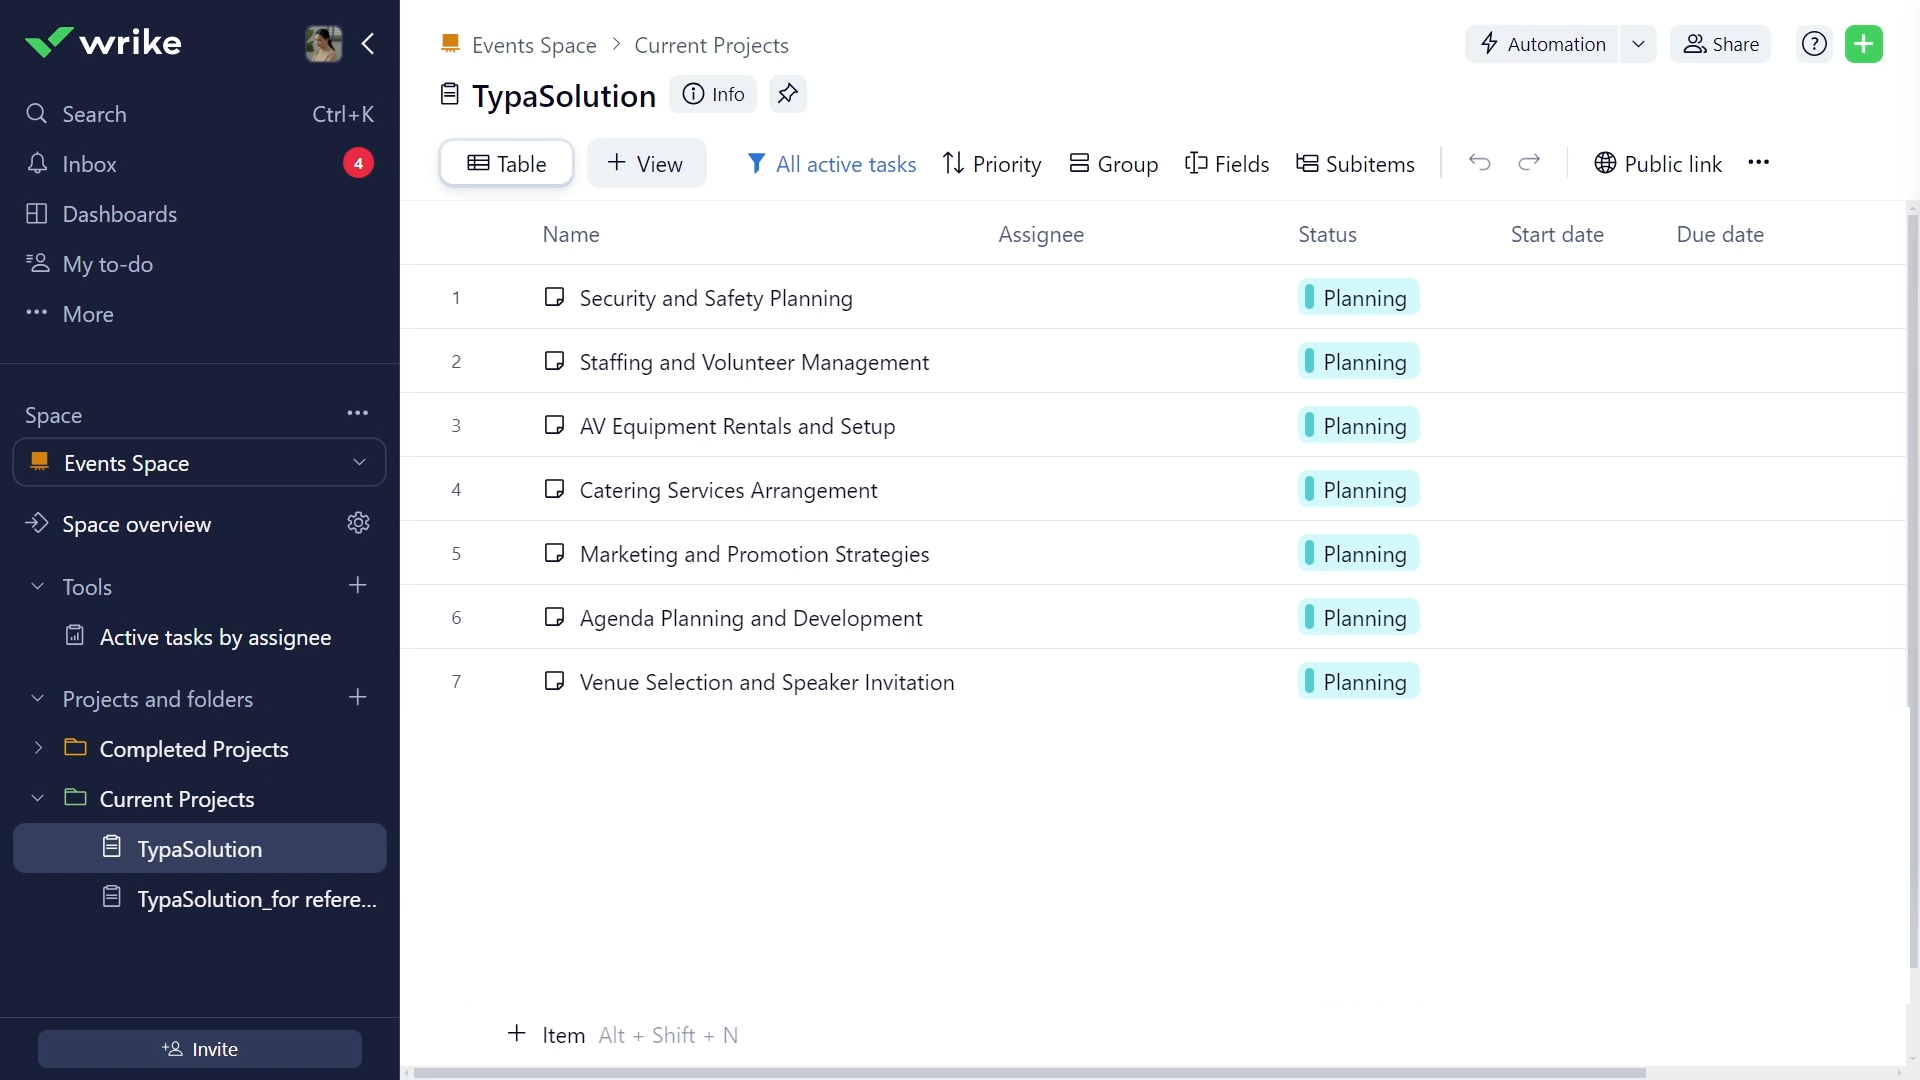 wrike
Search Ctrl+K
Inbox 4
Dashboards
My to-do
More
Space
Events Space
Space overview
Tools
Active tasks by assignee
Projects and folders
Completed Projects
Current Projects
TypaSolution
TypaSolution_for refere...
Invite
Events Space > Current Projects
Automation Share
TypaSolution Info
Table View All active tasks Priority Group Fields Subitems Public link
Name Assignee Status Start date Due date
1 Security and Safety Planning Planning
2 Staffing and Volunteer Management Planning
3 AV Equipment Rentals and Setup Planning
4 Catering Services Arrangement Planning
5 Marketing and Promotion Strategies Planning
6 Agenda Planning and Development Planning
7 Venue Selection and Speaker Invitation Planning
Item Alt + Shift + N